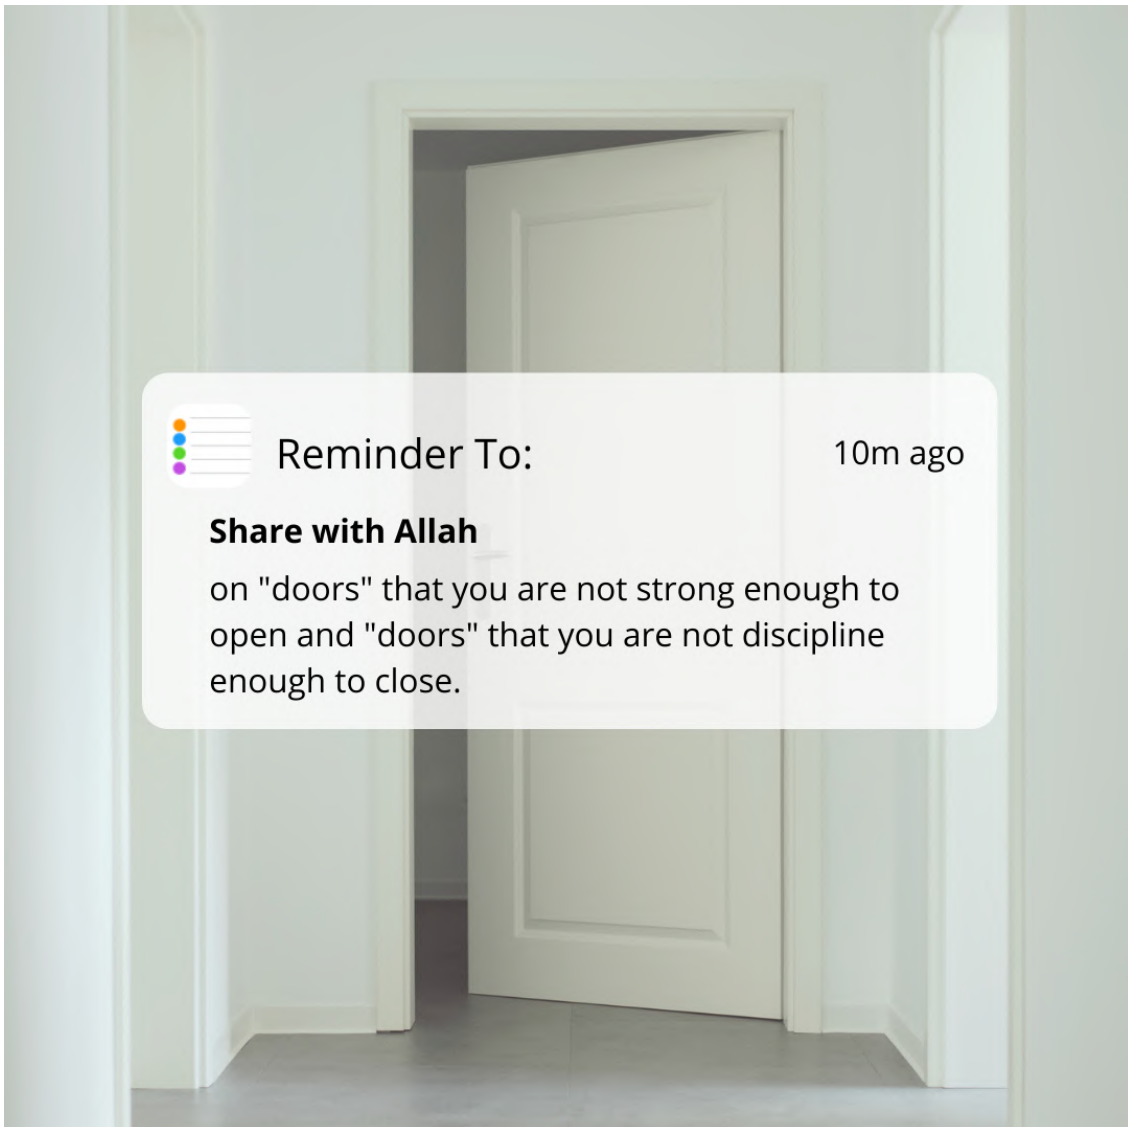 Reminder To:
10m ago
Share with Allah
on "doors" that you are not strong enough to
open and "doors" that you are not discipline
enough to close.